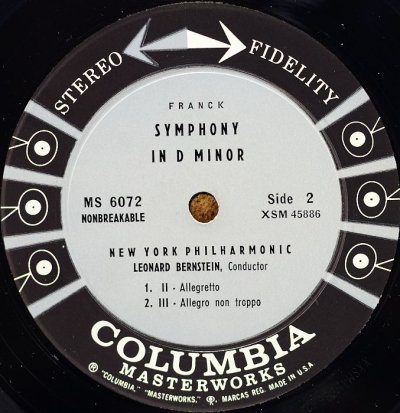 STEREO FIDELITY
FRANCK
SYMPHONY
IN D MINOR
MS 6072
NONBREAKABLE
Side 2
XSM 45886
NEW YORK PHILHARMONIC
LEONARD BERNSTEIN, Conductor
1. II - Allegretto
2. III - Allegro non troppo
COLUMBIA
MASTERWORKS
® "COLUMBIA," "MASTERWORKS," ℗, MARCAS REG. MADE IN U.S.A.